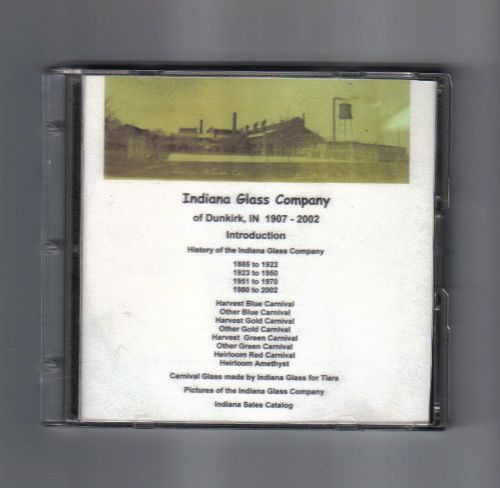 Indiana Glass Company
of Dunkirk, IN 1907 - 2002
Introduction
History of the Indiana Glass Company
1885 to 1922
1923 to 1950
1951 to 1970
1980 to 2002
Harvest Blue Carnival
Other Blue Carnival
Harvest Gold Carnival
Other Gold Carnival
Harvest Green Carnival
Other Green Carnival
Heirloom Red Carnival
Heirloom Amethyst
Carnival Glass made by Indiana Glass for Tiara
Pictures of the Indiana Glass Company
Indiana Sales Catalog